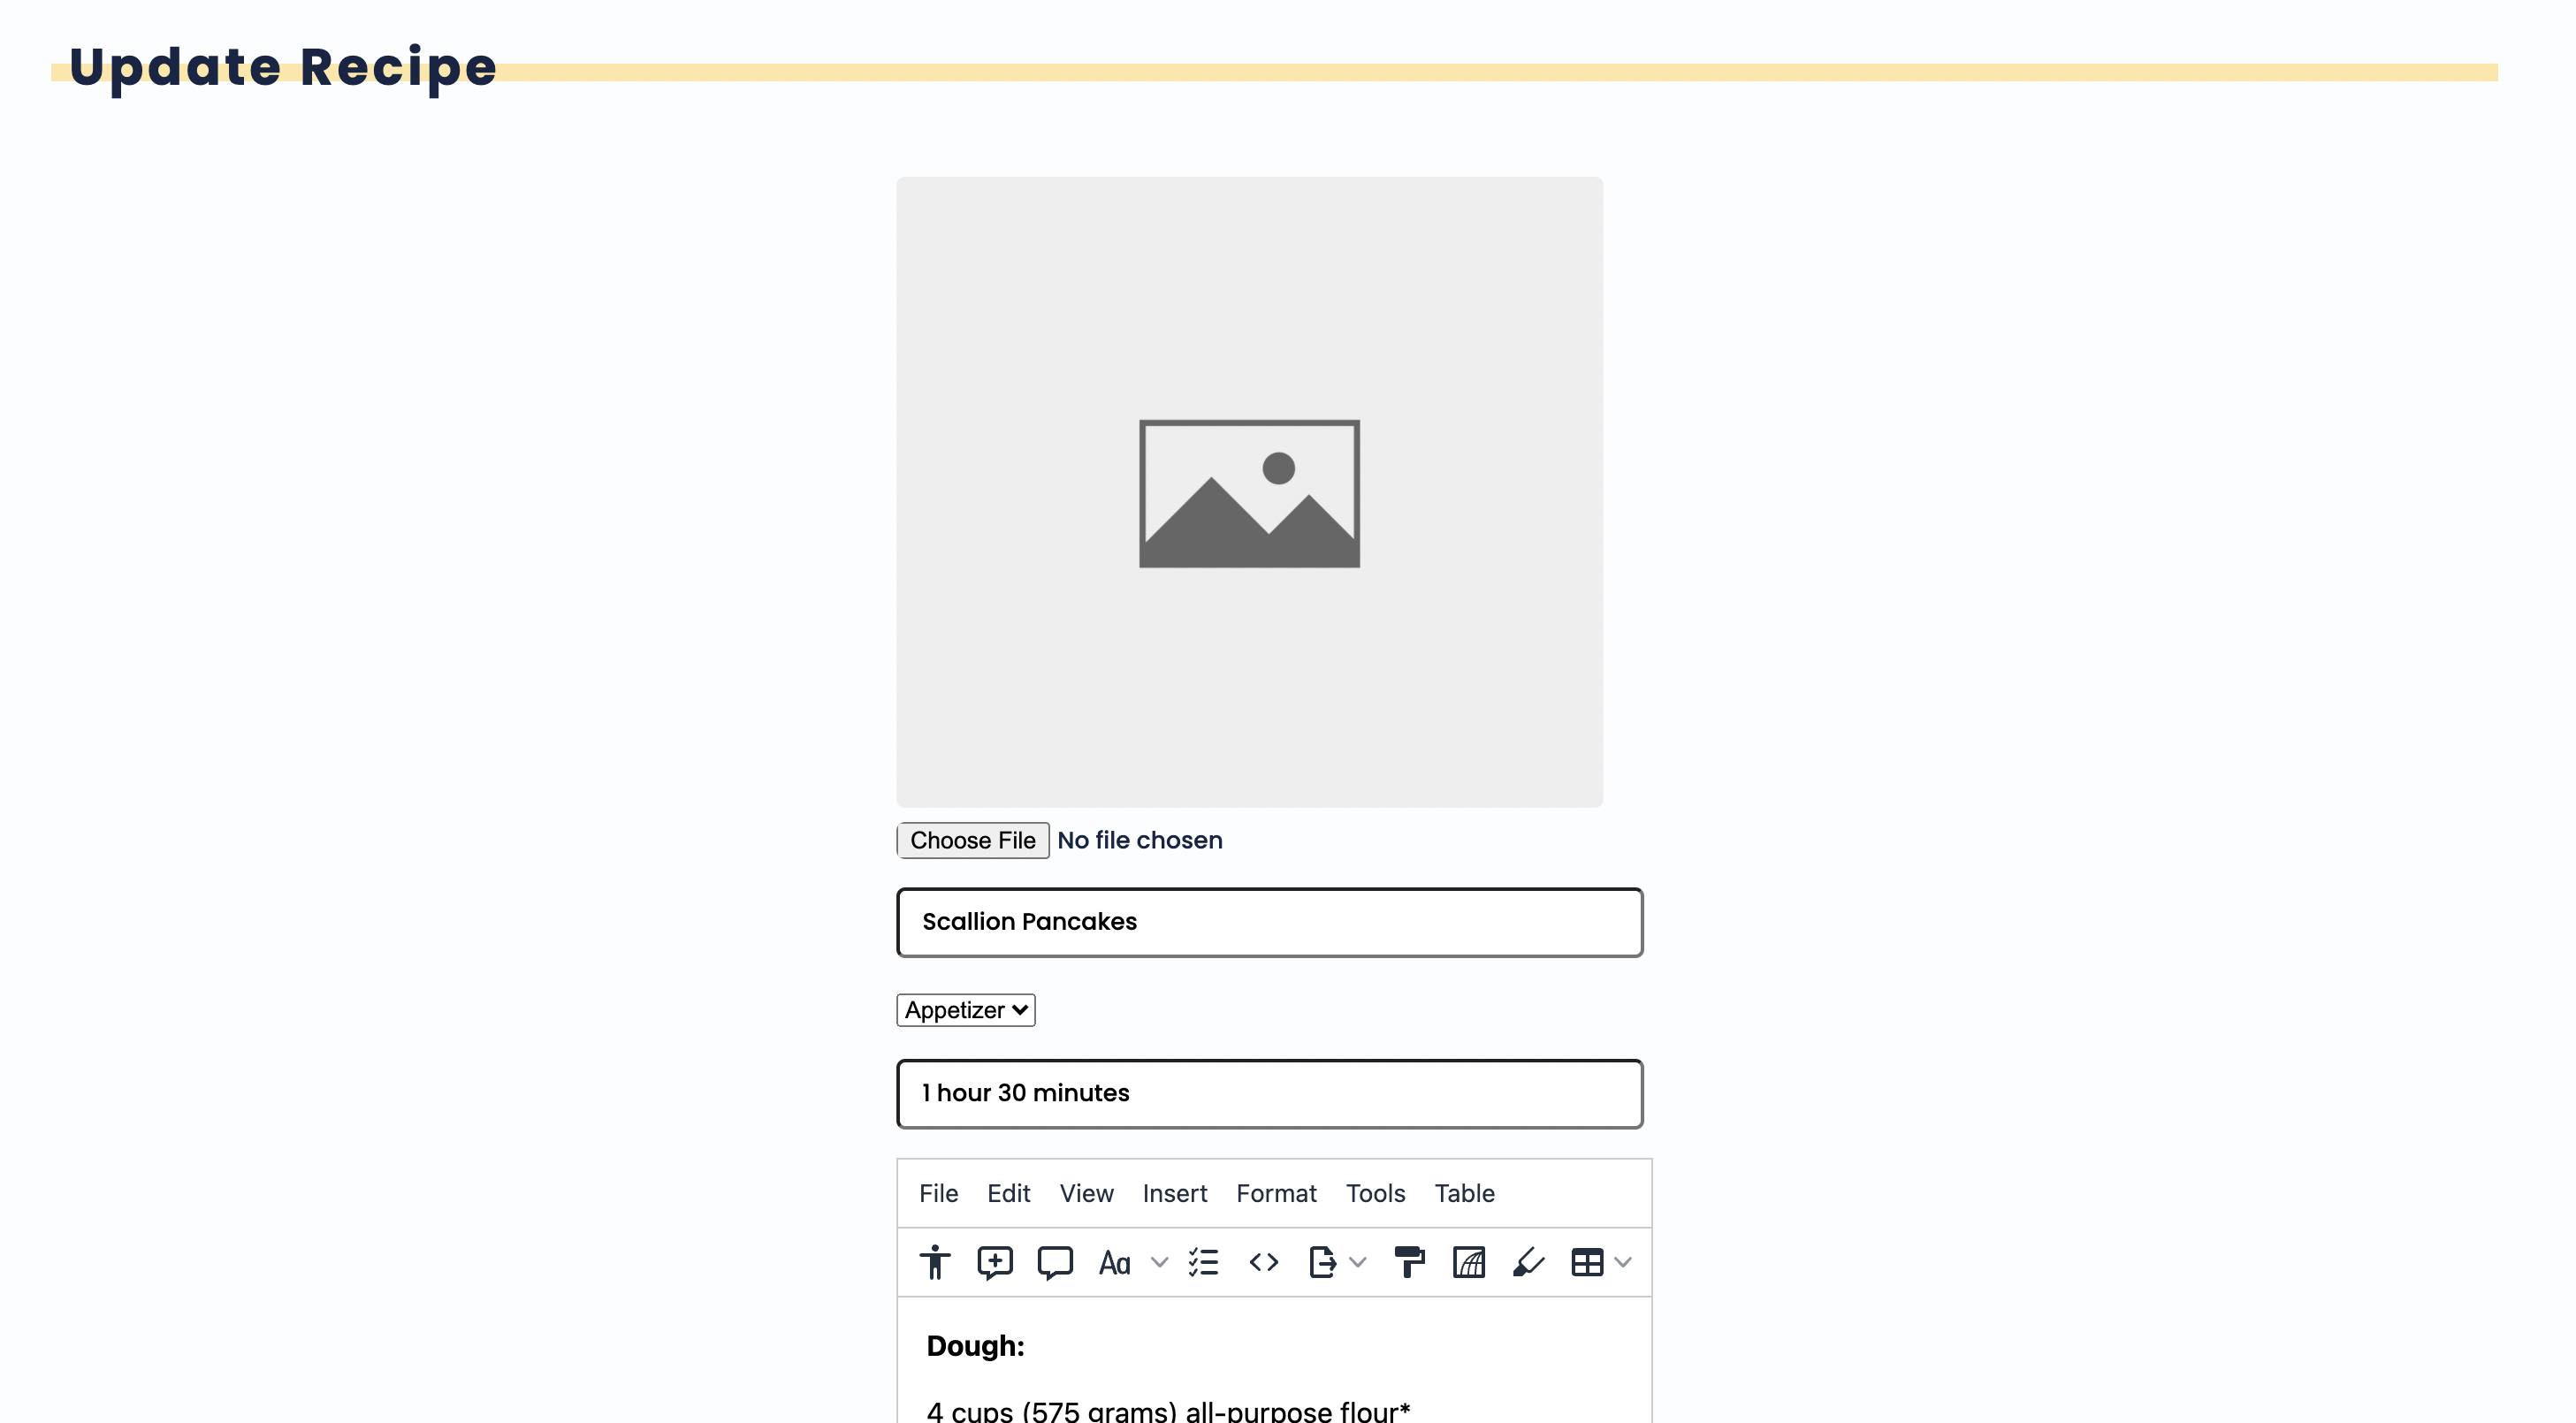 Update Recipe
Choose File No file chosen
Scallion Pancakes
Appetizer
1 hour 30 minutes
File Edit View Insert Format Tools Table
Aa
Dough:
4 cups (575 grams) all-purpose flour*